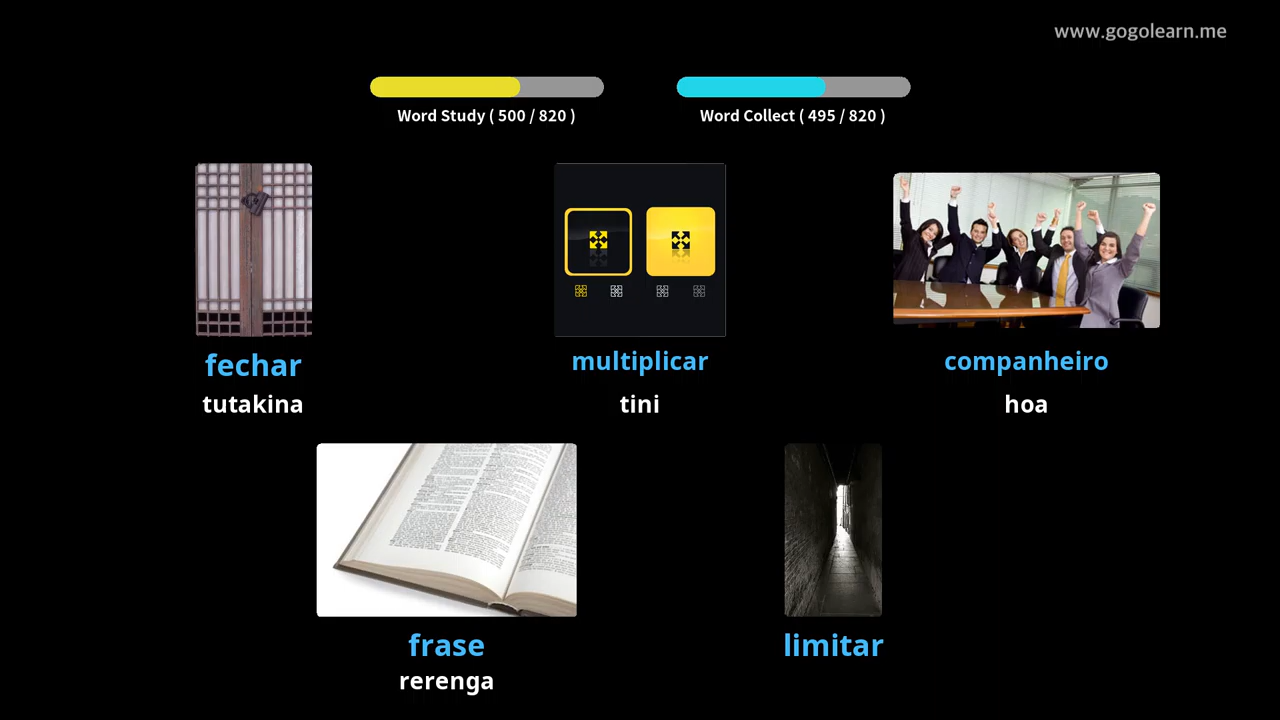 www.gogolearn.me
Word Study ( 500 / 820 )
Word Collect ( 495 / 820 )
fechar
tutakina
multiplicar
tini
companheiro
hoa
frase
rerenga
limitar